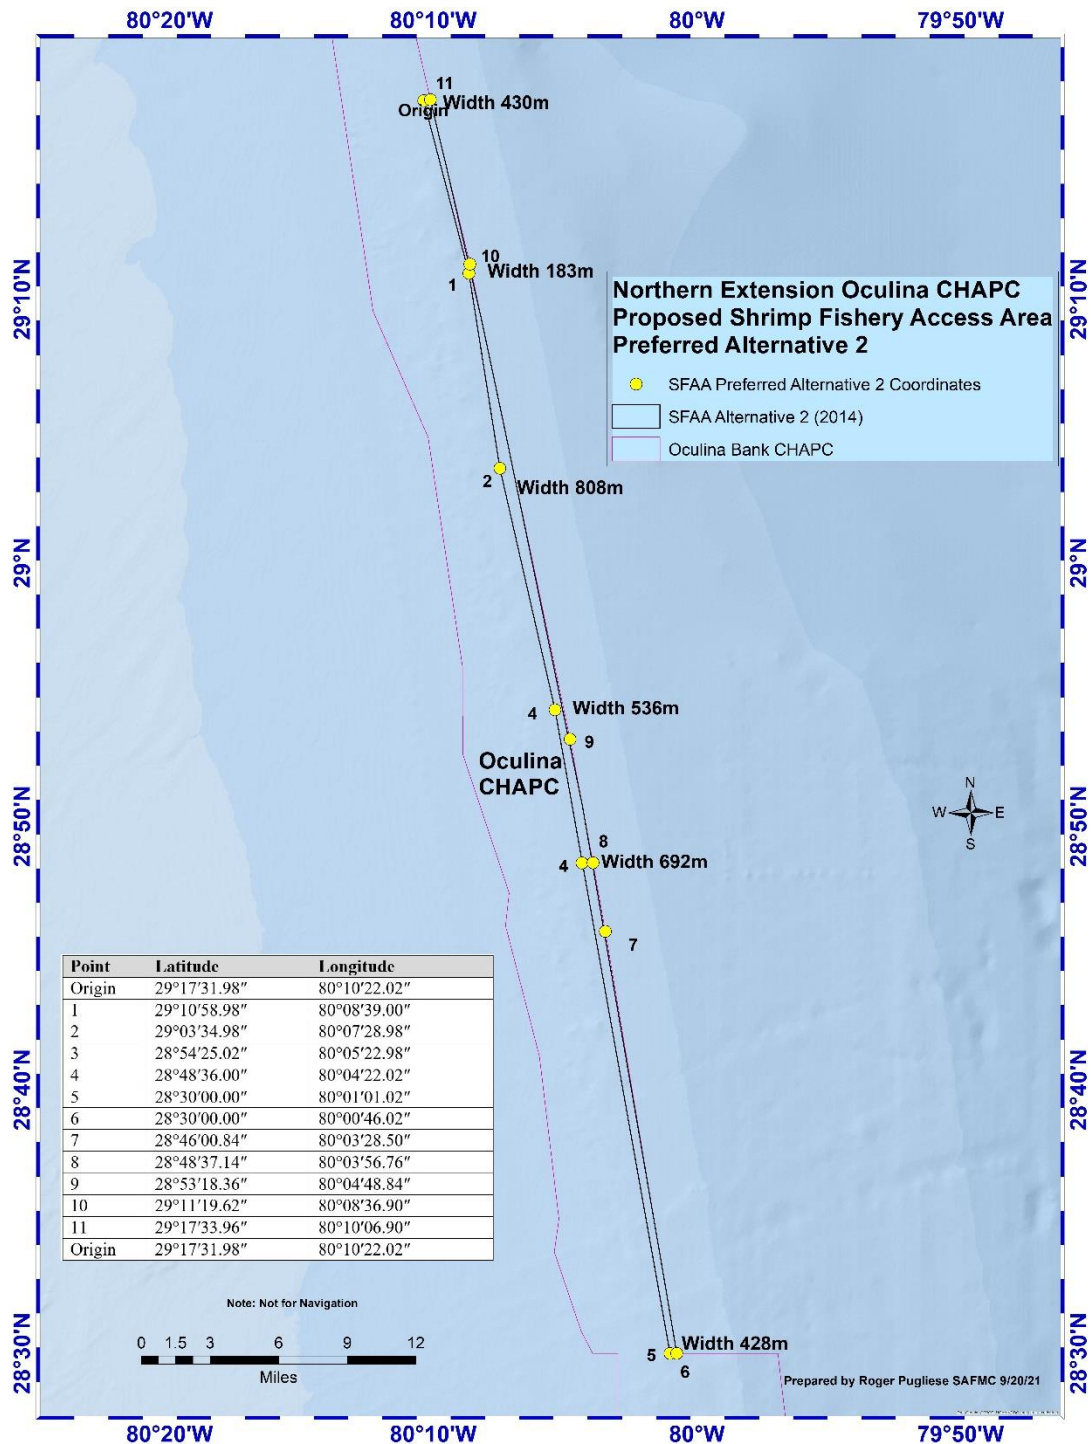 80°20'W 80°10'W 80°W 79°50'W
11
Width 430m
Origin
10
Width 183m
1
29°10'N 29°10'N
Northern Extension Oculina CHAPC
Proposed Shrimp Fishery Access Area
Preferred Alternative 2
SFAA Preferred Alternative 2 Coordinates
SFAA Alternative 2 (2014)
Oculina Bank CHAPC
2
Width 808m
29°N 29°N
4
Width 536m
9
Oculina
CHAPC
28°50'N 28°50'N
N
W E
S
8
4
Width 692m
7
Point Latitude Longitude
Origin 29°17′31.98″ 80°10′22.02″
1 29°10′58.98″ 80°08′39.00″
2 29°03′34.98″ 80°07′28.98″
3 28°54′25.02″ 80°05′22.98″
4 28°48′36.00″ 80°04′22.02″
5 28°30′00.00″ 80°01′01.02″
6 28°30′00.00″ 80°00′46.02″
7 28°46′00.84″ 80°03′28.50″
8 28°48′37.14″ 80°03′56.76″
9 28°53′18.36″ 80°04′48.84″
10 29°11′19.62″ 80°08′36.90″
11 29°17′33.96″ 80°10′06.90″
Origin 29°17′31.98″ 80°10′22.02″
28°40'N 28°40'N
Note: Not for Navigation
0 1.5 3 6 9 12
Miles
28°30'N 28°30'N
Width 428m
5
6
Prepared by Roger Pugliese SAFMC 9/20/21
80°20'W 80°10'W 80°W 79°50'W